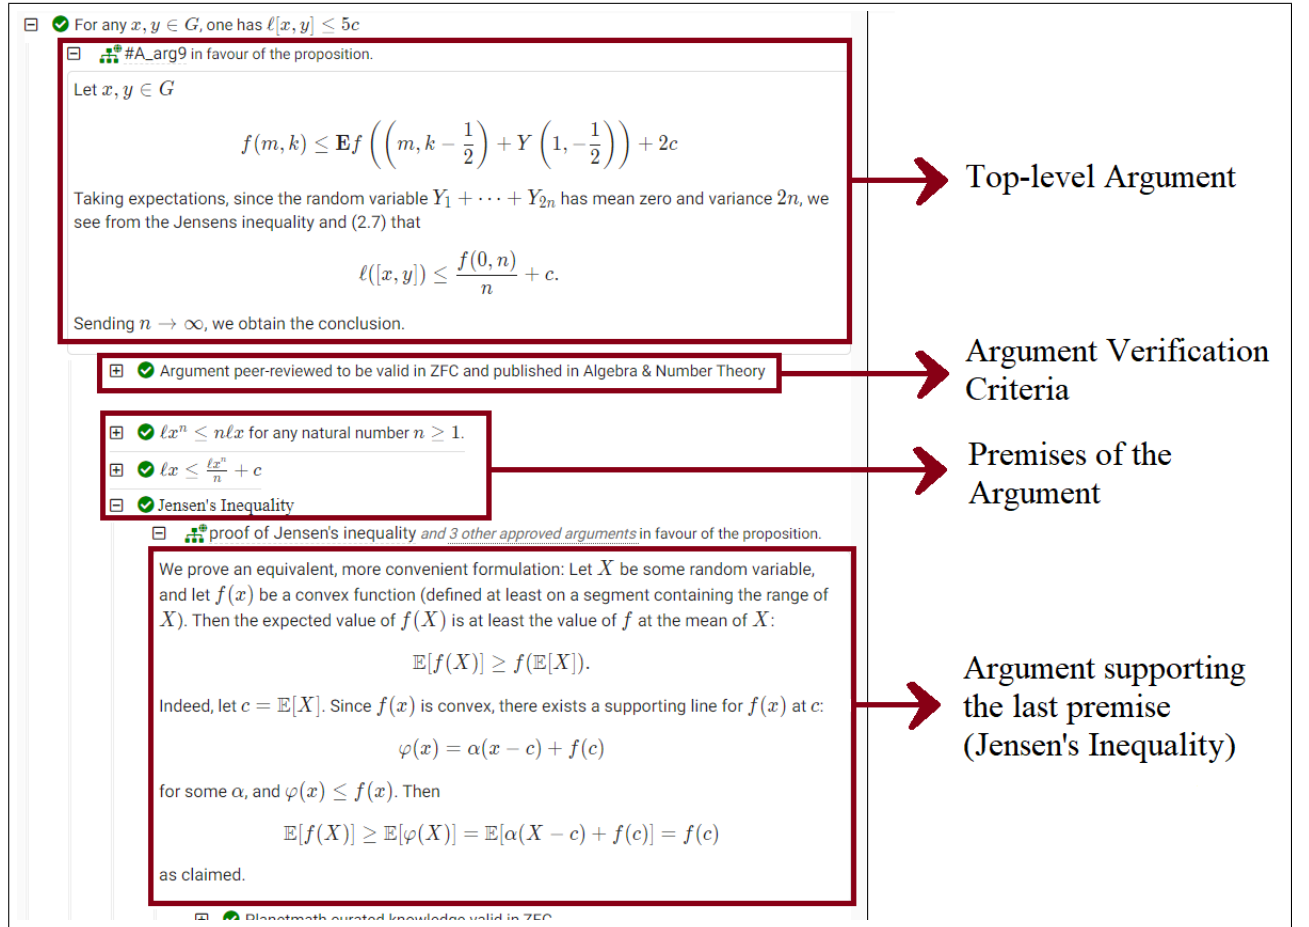 For any x, y ∈ G, one has ℓ[x, y] ≤ 5c
#A_arg9 in favour of the proposition.
Let x, y ∈ G
f(m, k) ≤ Ef ((m, k − 1/2) + Y (1, −1/2)) + 2c
Taking expectations, since the random variable Y₁ + ⋯ + Y₂ₙ has mean zero and variance 2n, we
see from the Jensens inequality and (2.7) that
ℓ([x, y]) ≤ f(0, n)/n + c.
Sending n → ∞, we obtain the conclusion.
Top-level Argument
Argument peer-reviewed to be valid in ZFC and published in Algebra & Number Theory
Argument Verification
Criteria
ℓxⁿ ≤ nℓx for any natural number n ≥ 1.
ℓx ≤ ℓxⁿ/n + c
Jensen's Inequality
Premises of the
Argument
proof of Jensen's inequality and 3 other approved arguments in favour of the proposition.
We prove an equivalent, more convenient formulation: Let X be some random variable,
and let f(x) be a convex function (defined at least on a segment containing the range of
X). Then the expected value of f(X) is at least the value of f at the mean of X:
𝔼[f(X)] ≥ f(𝔼[X]).
Indeed, let c = 𝔼[X]. Since f(x) is convex, there exists a supporting line for f(x) at c:
φ(x) = α(x − c) + f(c)
for some α, and φ(x) ≤ f(x). Then
𝔼[f(X)] ≥ 𝔼[φ(X)] = 𝔼[α(X − c) + f(c)] = f(c)
as claimed.
Argument supporting
the last premise
(Jensen's Inequality)
Planetmath curated knowledge valid in ZFC